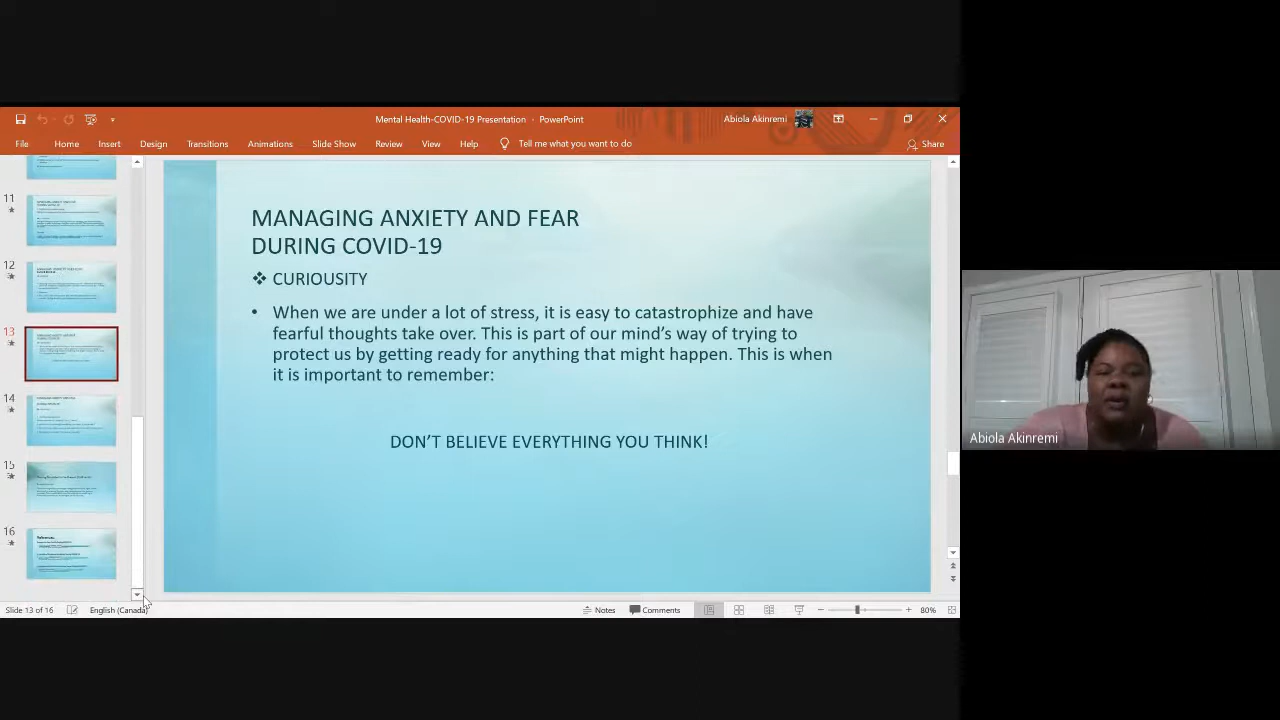 Mental Health-COVID-19 Presentation - PowerPoint
Abiola Akinremi
File Home Insert Design Transitions Animations Slide Show Review View Help Tell me what you want to do Share
11
12
13
14
15
16
References
MANAGING ANXIETY AND FEAR
DURING COVID-19
❖ CURIOUSITY
• When we are under a lot of stress, it is easy to catastrophize and have
fearful thoughts take over. This is part of our mind's way of trying to
protect us by getting ready for anything that might happen. This is when
it is important to remember:
DON'T BELIEVE EVERYTHING YOU THINK!
Abiola Akinremi
Slide 13 of 16 English (Canada) Notes Comments 80%